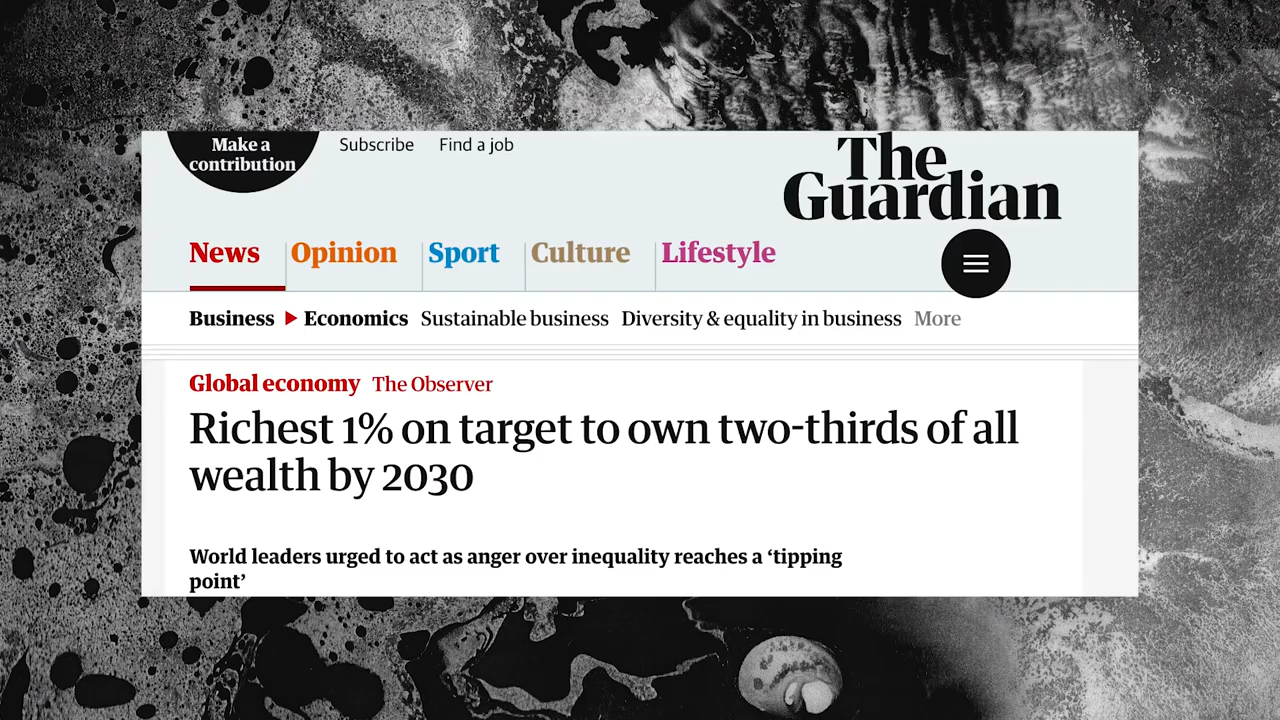 Make a
contribution
Subscribe
Find a job
The
Guardian
News
Opinion
Sport
Culture
Lifestyle
Business
Economics
Sustainable business
Diversity & equality in business
More
Global economy
The Observer
Richest 1% on target to own two-thirds of all
wealth by 2030
World leaders urged to act as anger over inequality reaches a ‘tipping
point’